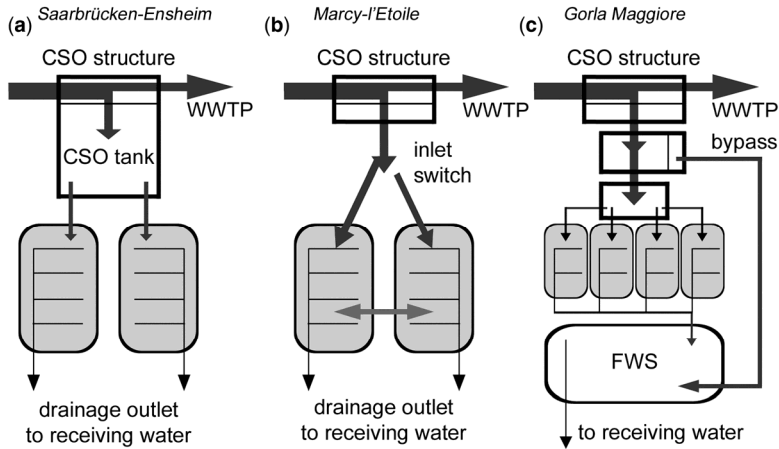 (a) Saarbrücken-Ensheim
CSO structure
WWTP
CSO tank
drainage outlet
to receiving water
(b) Marcy-l'Etoile
CSO structure
WWTP
inlet
switch
drainage outlet
to receiving water
(c) Gorla Maggiore
CSO structure
WWTP
bypass
FWS
to receiving water